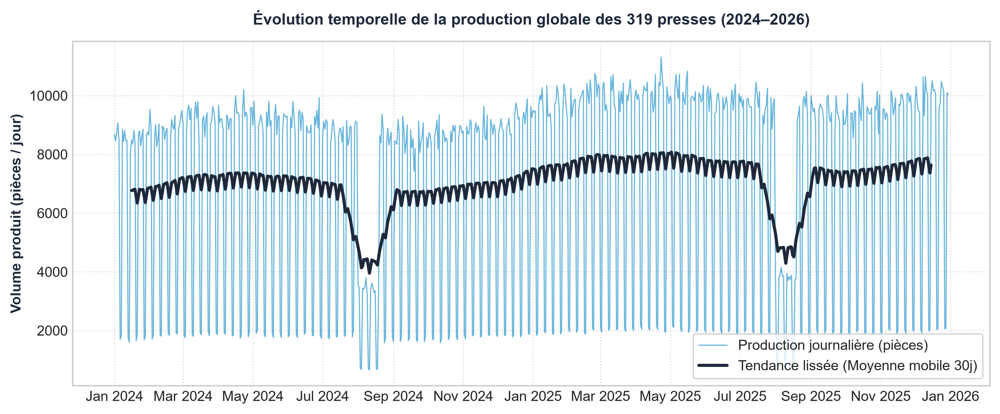 Évolution temporelle de la production globale des 319 presses (2024–2026)
Volume produit (pièces / jour)
10000
8000
6000
4000
2000
Production journalière (pièces)
Tendance lissée (Moyenne mobile 30j)
Jan 2024 Mar 2024 May 2024 Jul 2024 Sep 2024 Nov 2024 Jan 2025 Mar 2025 May 2025 Jul 2025 Sep 2025 Nov 2025 Jan 2026